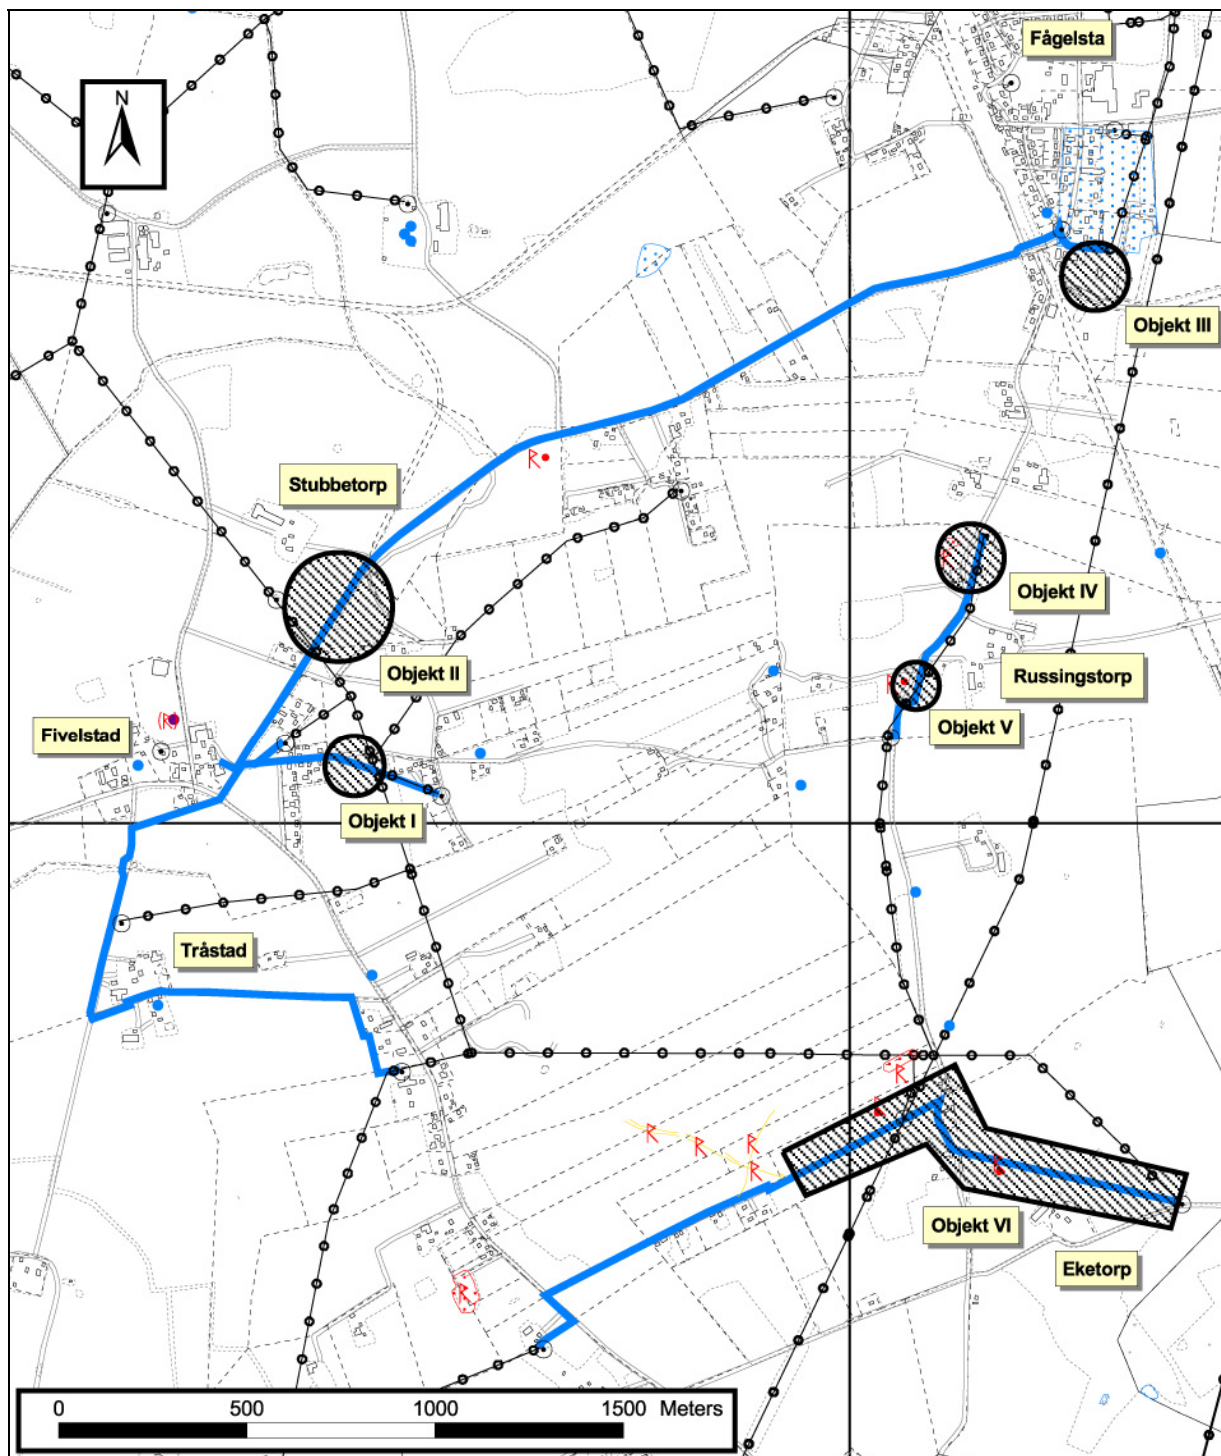 Fågelsta
N
Objekt III
Stubbetorp
R
R
Objekt IV
Objekt II
Russingstorp
R
Fivelstad
(R)
Objekt V
Objekt I
Tråstad
R
R
R
R
R
R
R
Objekt VI
Eketorp
R
0 500 1000 1500 Meters